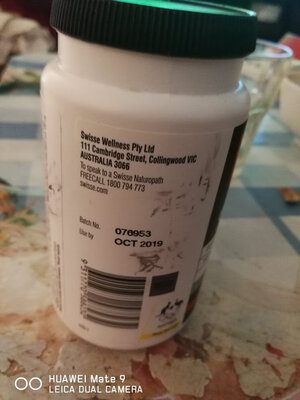 Swisse Wellness Pty Ltd
111 Cambridge Street, Collingwood VIC
AUSTRALIA 3066
To speak to a Swisse Naturopath
FREECALL 1800 794 773
swisse.com
Batch No. 076953
Use by OCT 2019
HUAWEI Mate 9
LEICA DUAL CAMERA